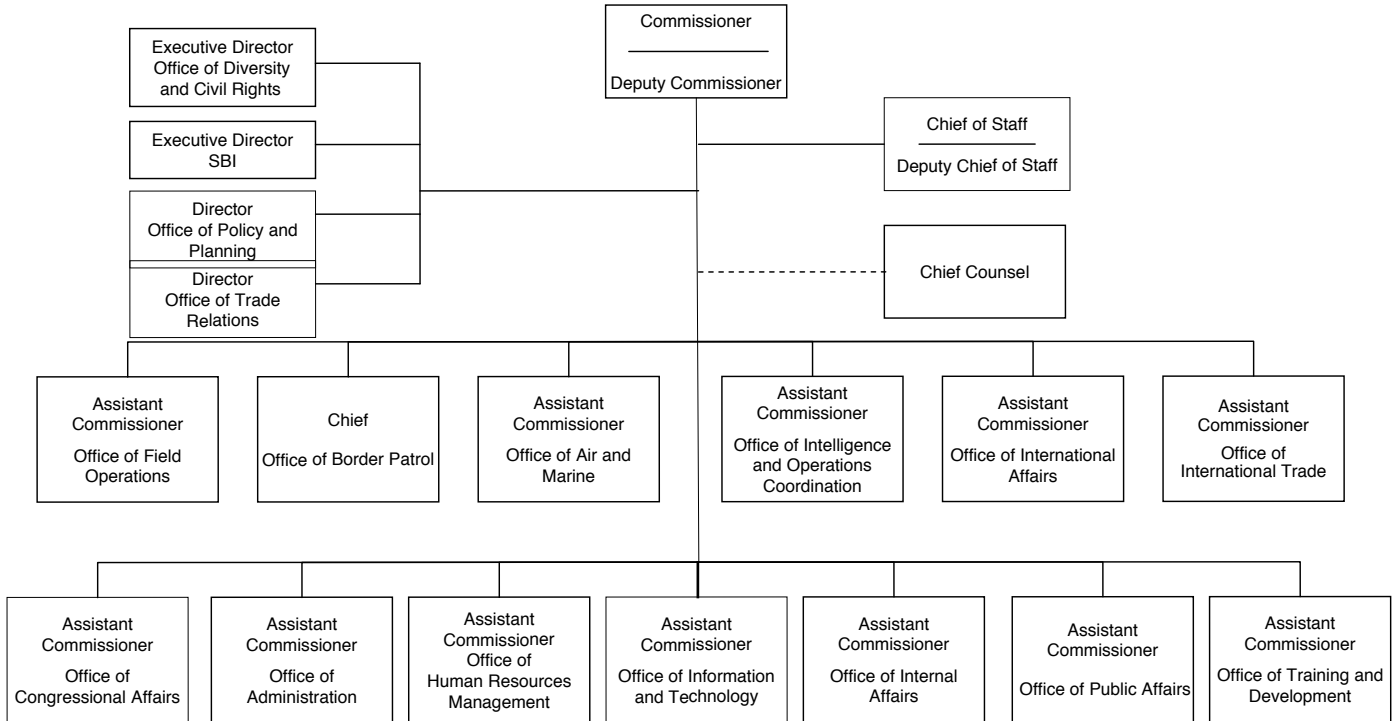 Commissioner
Deputy Commissioner
Executive Director
Office of Diversity
and Civil Rights
Executive Director
SBI
Director
Office of Policy and
Planning
Director
Office of Trade
Relations
Chief of Staff
Deputy Chief of Staff
Chief Counsel
Assistant
Commissioner
Office of Field
Operations
Chief
Office of Border Patrol
Assistant
Commissioner
Office of Air and
Marine
Assistant
Commissioner
Office of Intelligence
and Operations
Coordination
Assistant
Commissioner
Office of International
Affairs
Assistant
Commissioner
Office of
International Trade
Assistant
Commissioner
Office of
Congressional Affairs
Assistant
Commissioner
Office of
Administration
Assistant
Commissioner
Office of
Human Resources
Management
Assistant
Commissioner
Office of Information
and Technology
Assistant
Commissioner
Office of Internal
Affairs
Assistant
Commissioner
Office of Public Affairs
Assistant
Commissioner
Office of Training and
Development